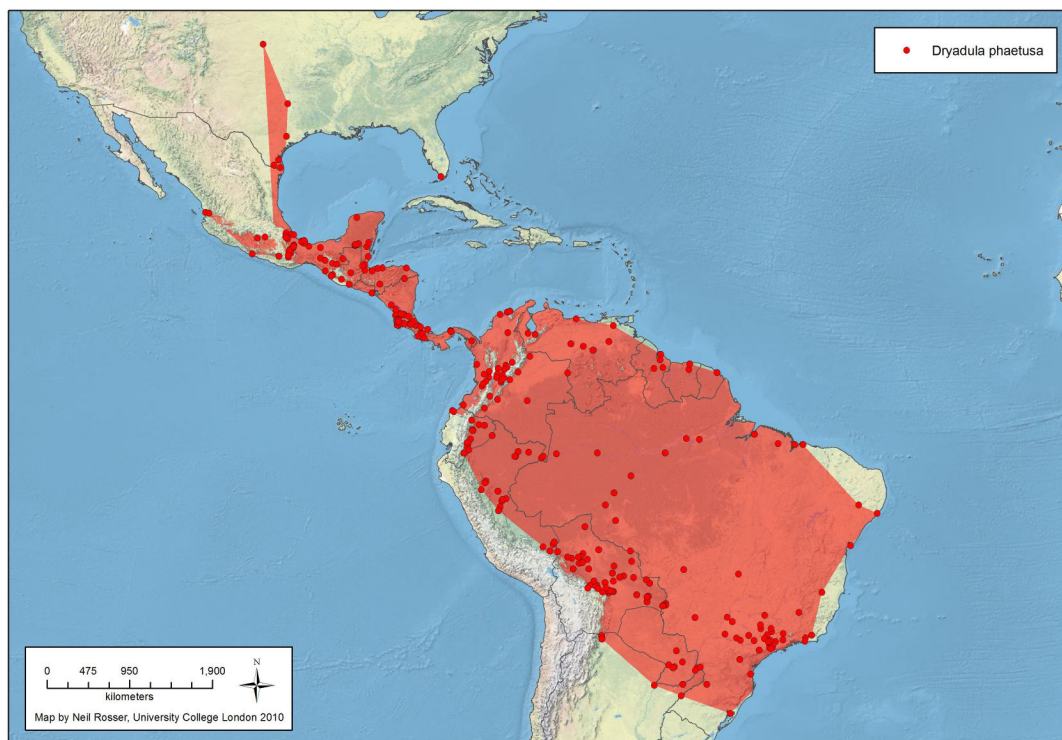 Dryadula phaetusa
N
0 475 950 1,900
kilometers
Map by Neil Rosser, University College London 2010